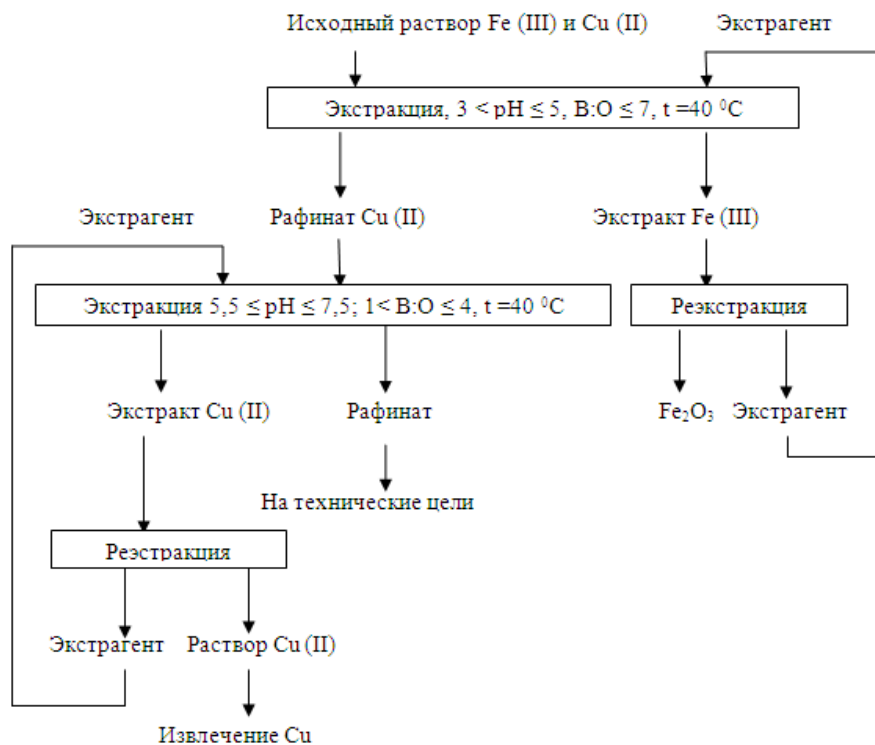 Исходный раствор Fe (III) и Cu (II) Экстрагент
Экстракция, 3 < pH ≤ 5, В:О ≤ 7, t =40 ⁰C
Экстрагент Рафинат Cu (II) Экстракт Fe (III)
Экстракция 5,5 ≤ pH ≤ 7,5; 1< В:О ≤ 4, t =40 ⁰C Реэкстракция
Экстракт Cu (II) Рафинат Fe₂O₃ Экстрагент
На технические цели
Реэстракция
Экстрагент Раствор Cu (II)
Извлечение Cu